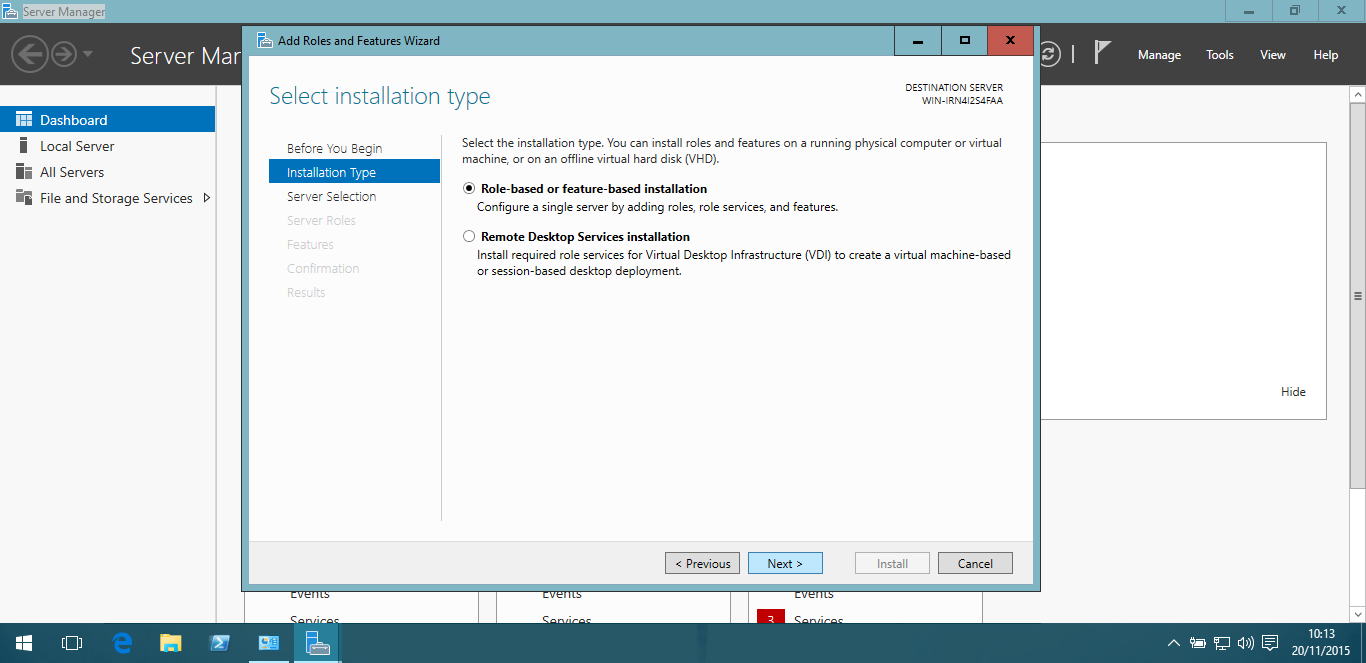 Server Manager
Server Mar
Manage
Tools
View
Help
Dashboard
Local Server
All Servers
File and Storage Services
Add Roles and Features Wizard
Select installation type
DESTINATION SERVER
WIN-IRN4I2S4FAA
Before You Begin
Installation Type
Server Selection
Server Roles
Features
Confirmation
Results
Select the installation type. You can install roles and features on a running physical computer or virtual
machine, or on an offline virtual hard disk (VHD).
Role-based or feature-based installation
Configure a single server by adding roles, role services, and features.
Remote Desktop Services installation
Install required role services for Virtual Desktop Infrastructure (VDI) to create a virtual machine-based
or session-based desktop deployment.
Hide
< Previous
Next >
Install
Cancel
Events
Events
Events
Services
Services
3
Services
10:13
20/11/2015